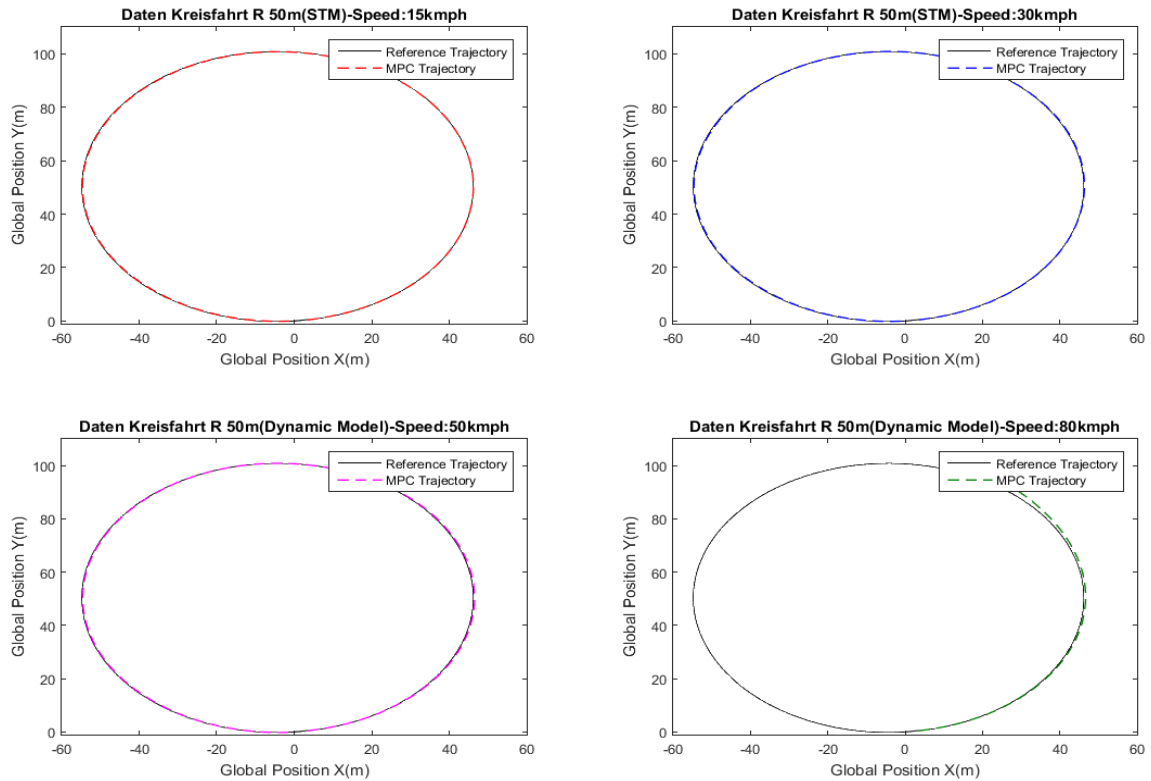 Daten Kreisfahrt R 50m(STM)-Speed:15kmph
Reference Trajectory
MPC Trajectory
Global Position Y(m)
100
80
60
40
20
0
-60 -40 -20 0 20 40 60
Global Position X(m)
Daten Kreisfahrt R 50m(STM)-Speed:30kmph
Reference Trajectory
MPC Trajectory
Global Position Y(m)
100
80
60
40
20
0
-60 -40 -20 0 20 40 60
Global Position X(m)
Daten Kreisfahrt R 50m(Dynamic Model)-Speed:50kmph
Reference Trajectory
MPC Trajectory
Global Position Y(m)
100
80
60
40
20
0
-60 -40 -20 0 20 40 60
Global Position X(m)
Daten Kreisfahrt R 50m(Dynamic Model)-Speed:80kmph
Reference Trajectory
MPC Trajectory
Global Position Y(m)
100
80
60
40
20
0
-60 -40 -20 0 20 40 60
Global Position X(m)